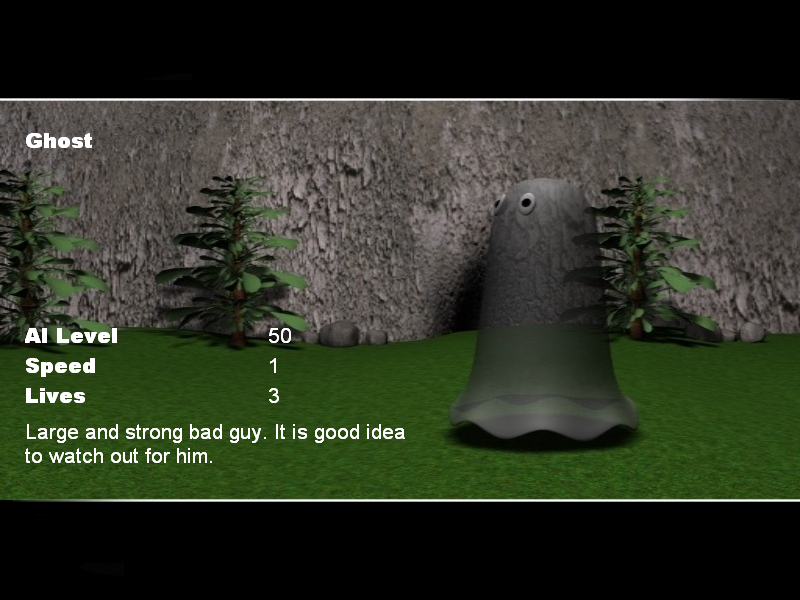 Ghost
AI Level 50
Speed 1
Lives 3
Large and strong bad guy. It is good idea
to watch out for him.